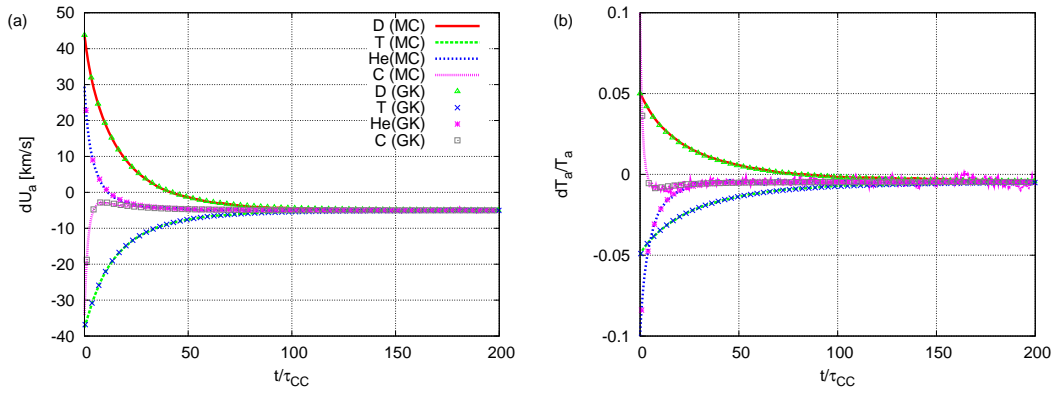 (a)
dU_a [km/s]
50
40
30
20
10
0
-10
-20
-30
-40
0
50
100
150
200
t/τ_CC
D (MC)
T (MC)
He(MC)
C (MC)
D (GK)
T (GK)
He(GK)
C (GK)
(b)
dT_a/T_a
0.1
0.05
0
-0.05
-0.1
0
50
100
150
200
t/τ_CC